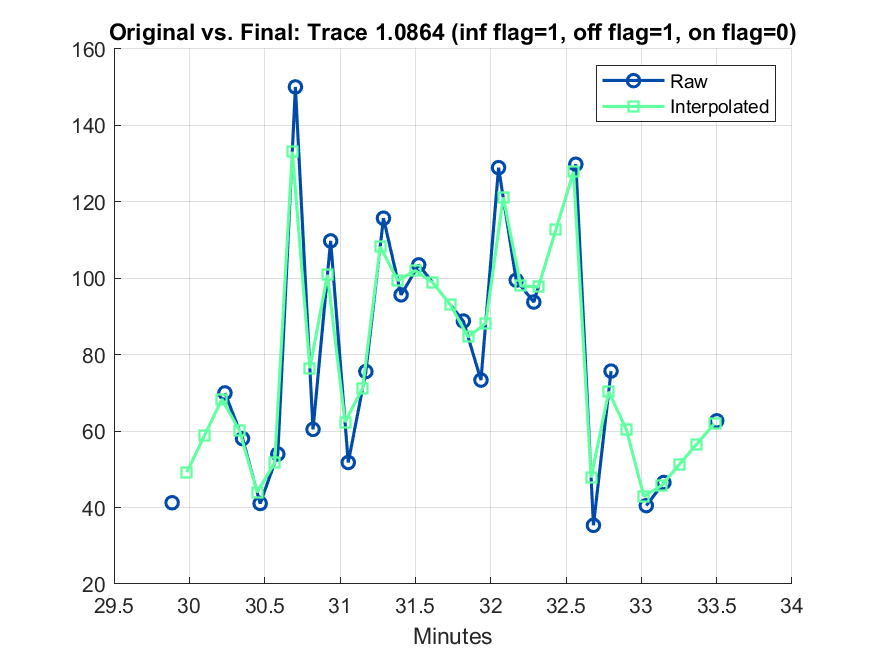 Original vs. Final: Trace 1.0864 (inf flag=1, off flag=1, on flag=0)
160
140
120
100
80
60
40
20
Raw
Interpolated
29.5 30 30.5 31 31.5 32 32.5 33 33.5 34
Minutes